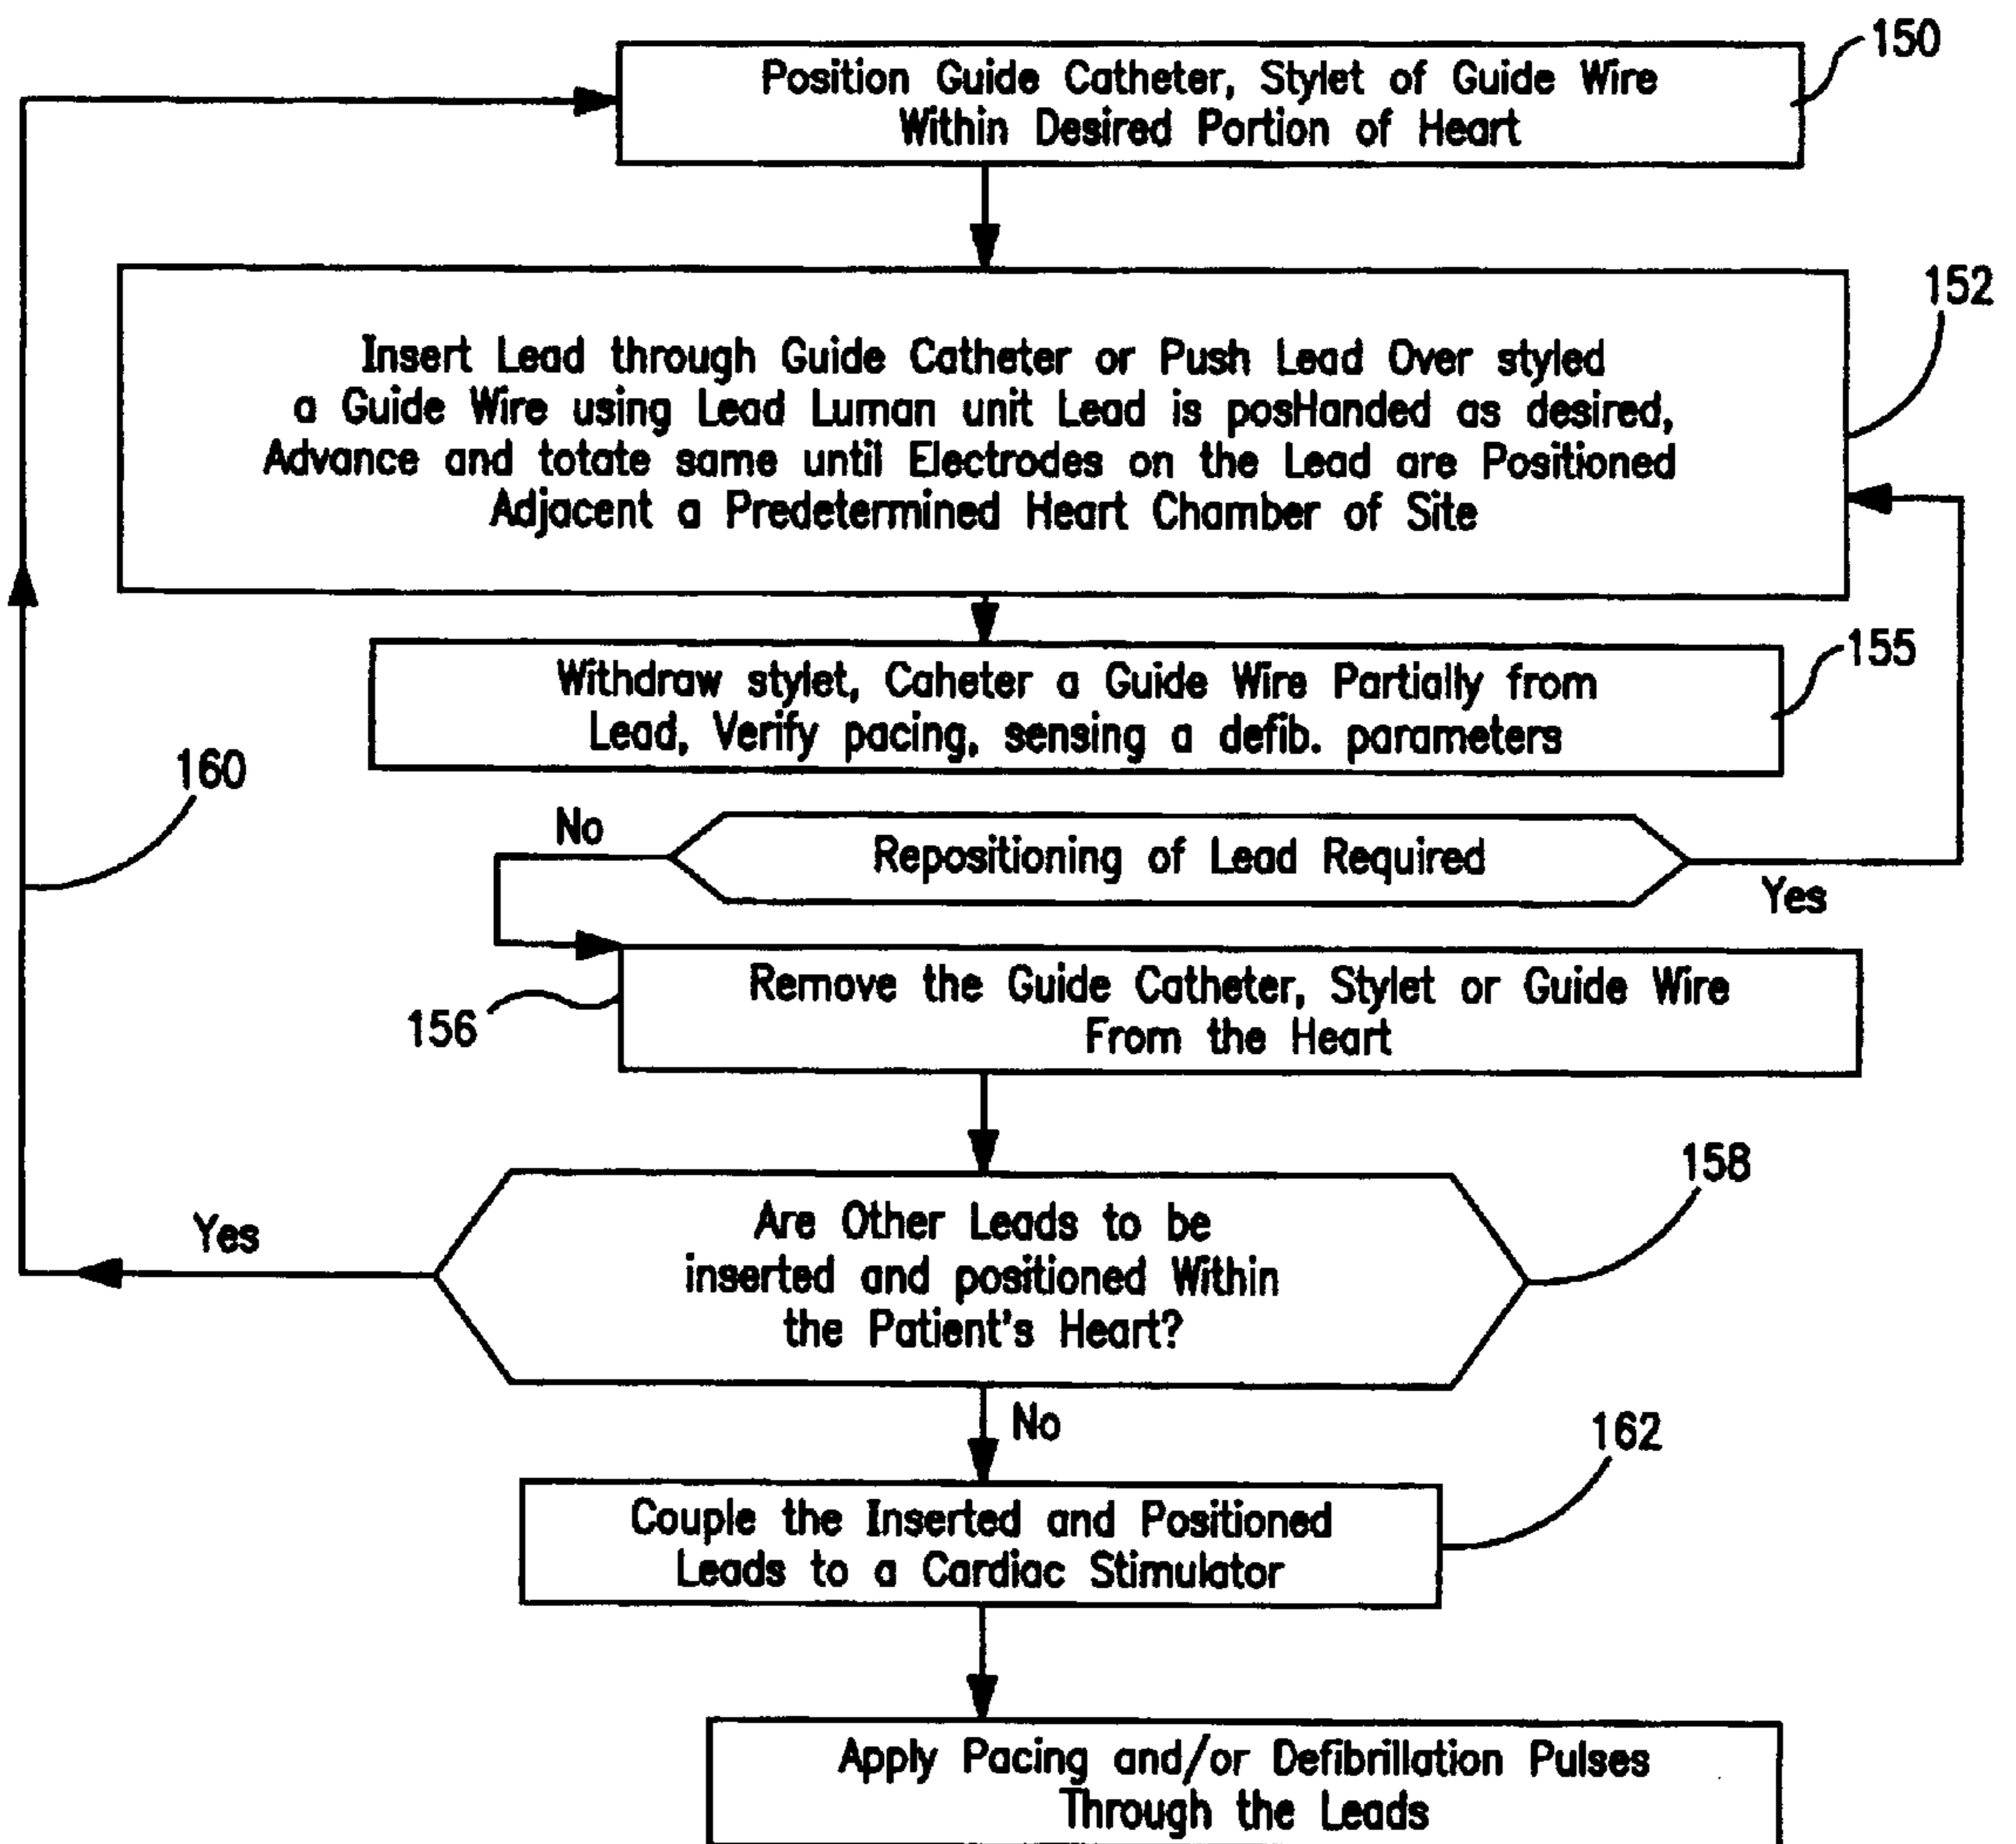 150
Position Guide Catheter, Stylet of Guide Wire
Within Desired Portion of Heart
152
Insert Lead through Guide Catheter or Push Lead Over styled
a Guide Wire using Lead Luman unit Lead is posHanded as desired,
Advance and totate same until Electrodes on the Lead are Positioned
Adjacent a Predetermined Heart Chamber of Site
155
Withdraw stylet, Caheter a Guide Wire Partially from
Lead, Verify pacing, sensing a defib. parameters
160
No
Repositioning of Lead Required
Yes
Remove the Guide Catheter, Stylet or Guide Wire
From the Heart
156
158
Are Other Leads to be
inserted and positioned Within
the Patient's Heart?
Yes
No
162
Couple the Inserted and Positioned
Leads to a Cardiac Stimulator
Apply Pacing and/or Defibrillation Pulses
Through the Leads